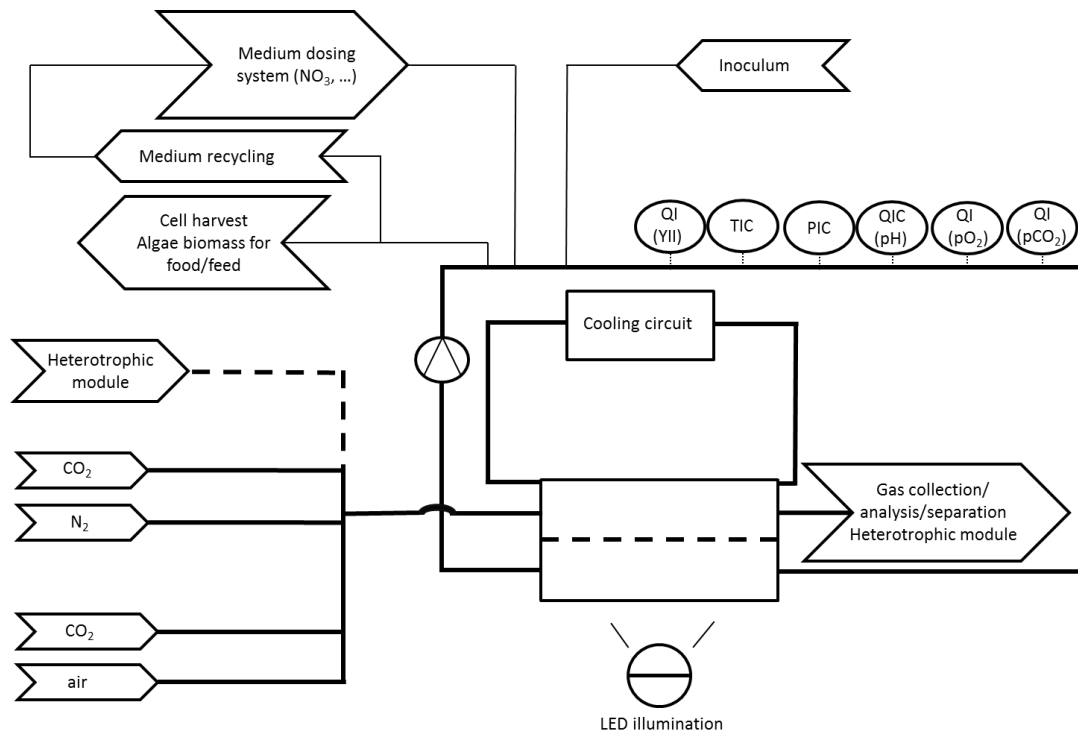 Medium dosing
system (NO₃, ...)
Inoculum
Medium recycling
Cell harvest
Algae biomass for
food/feed
QI
(YII)
TIC
PIC
QIC
(pH)
QI
(pO₂)
QI
(pCO₂)
Cooling circuit
Heterotrophic
module
CO₂
N₂
Gas collection/
analysis/separation
Heterotrophic module
CO₂
air
LED illumination